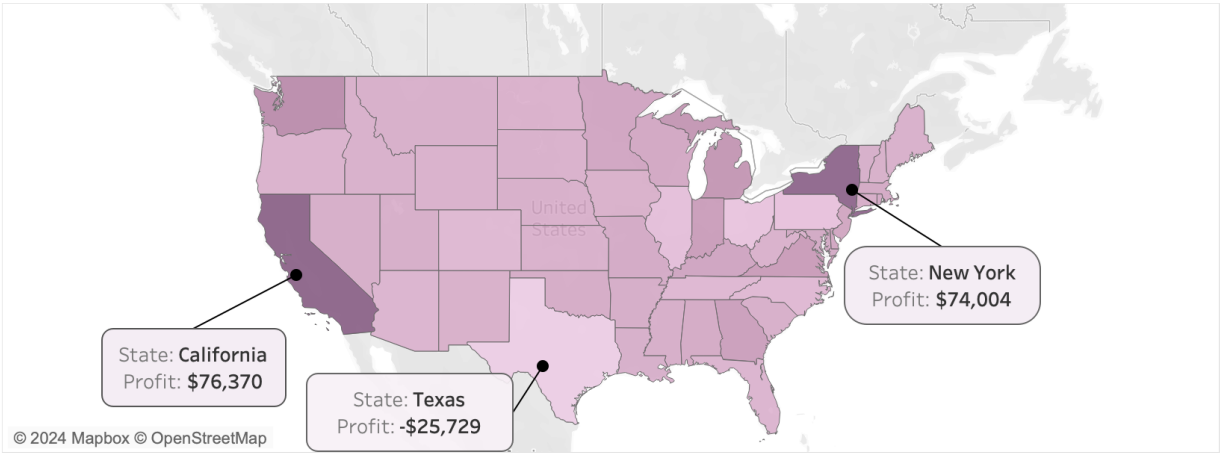 United
States
State: New York
Profit: $74,004
State: California
Profit: $76,370
State: Texas
Profit: -$25,729
© 2024 Mapbox © OpenStreetMap